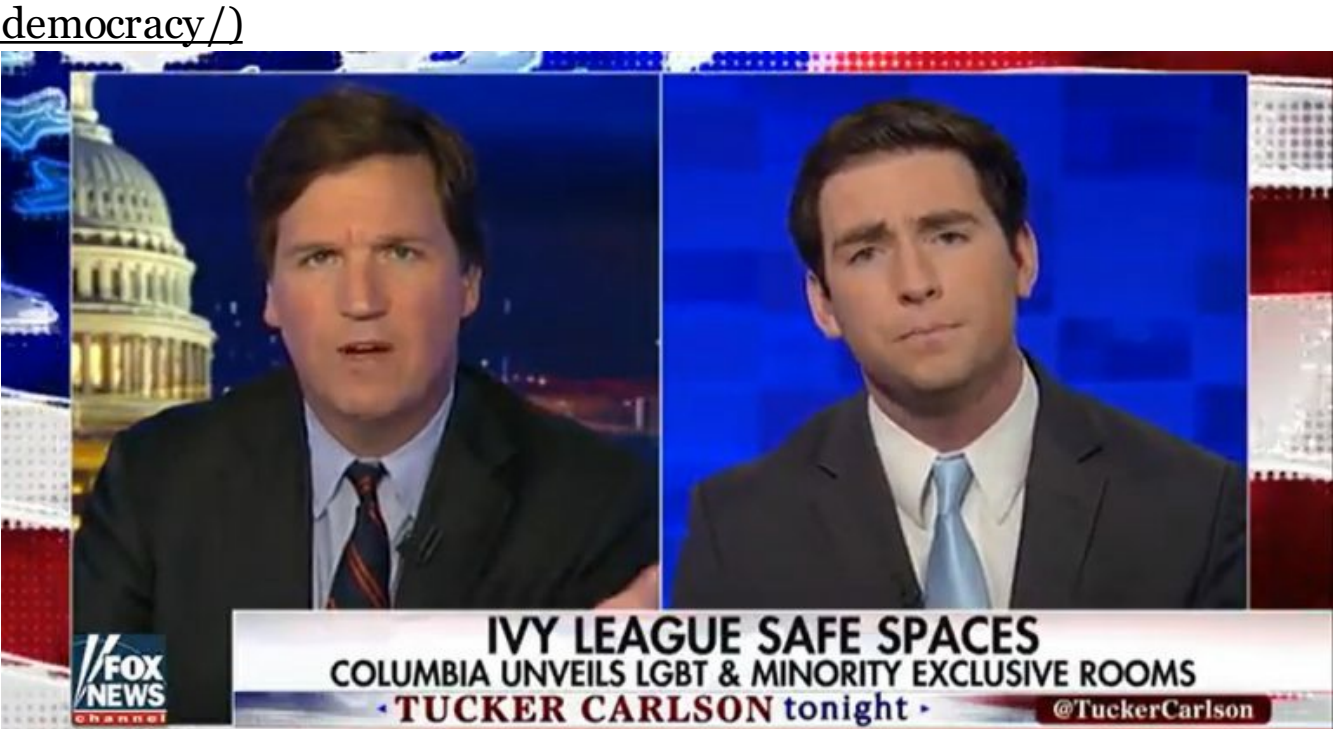 democracy/)
IVY LEAGUE SAFE SPACES
COLUMBIA UNVEILS LGBT & MINORITY EXCLUSIVE ROOMS
FOX
NEWS
channel
TUCKER CARLSON tonight
@TuckerCarlson